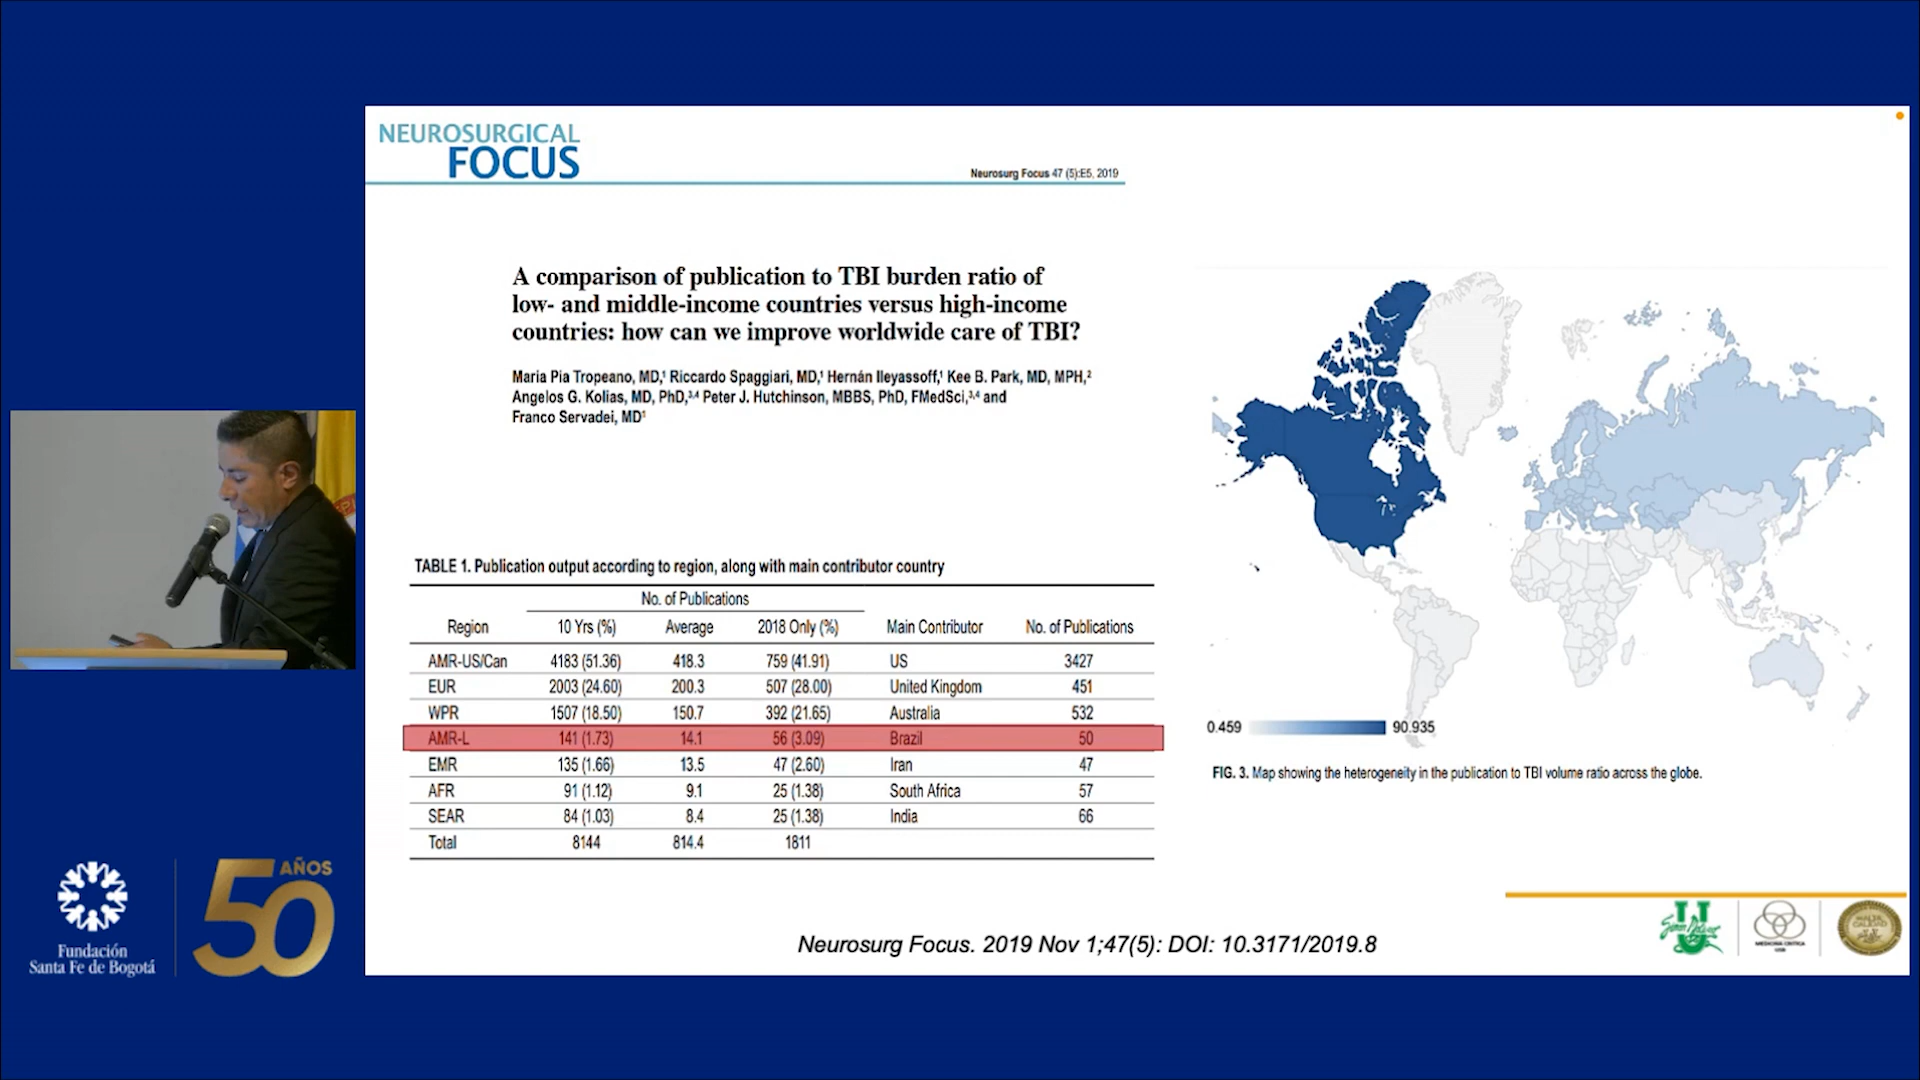 NEUROSURGICAL
FOCUS
Neurosurg Focus 47 (5):E5, 2019
A comparison of publication to TBI burden ratio of
low- and middle-income countries versus high-income
countries: how can we improve worldwide care of TBI?
Maria Pia Tropeano, MD,¹ Riccardo Spaggiari, MD,¹ Hernán Ileyassoff,¹ Kee B. Park, MD, MPH,²
Angelos G. Kolias, MD, PhD,³,⁴ Peter J. Hutchinson, MBBS, PhD, FMedSci,³,⁴ and
Franco Servadei, MD¹
TABLE 1. Publication output according to region, along with main contributor country
No. of Publications
Region 10 Yrs (%) Average 2018 Only (%) Main Contributor No. of Publications
AMR-US/Can 4183 (51.36) 418.3 759 (41.91) US 3427
EUR 2003 (24.60) 200.3 507 (28.00) United Kingdom 451
WPR 1507 (18.50) 150.7 392 (21.65) Australia 532
AMR-L 141 (1.73) 14.1 56 (3.09) Brazil 50
EMR 135 (1.66) 13.5 47 (2.60) Iran 47
AFR 91 (1.12) 9.1 25 (1.38) South Africa 57
SEAR 84 (1.03) 8.4 25 (1.38) India 66
Total 8144 814.4 1811
0.459 90.935
FIG. 3. Map showing the heterogeneity in the publication to TBI volume ratio across the globe.
Neurosurg Focus. 2019 Nov 1;47(5): DOI: 10.3171/2019.8
Fundación
Santa Fe de Bogotá
50 AÑOS